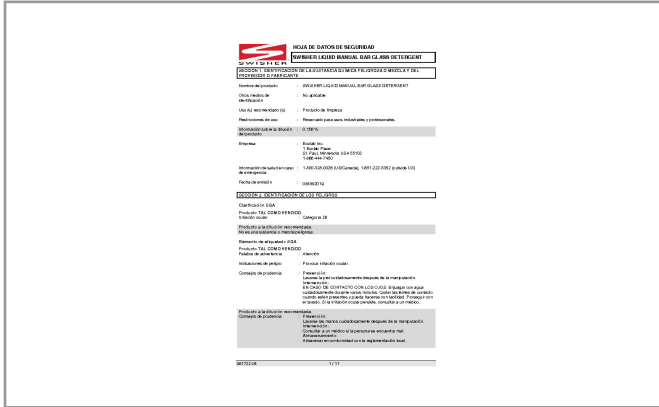 SWISHER
HOJA DE DATOS DE SEGURIDAD
SWISHER LIQUID MANUAL BAR GLASS DETERGENT
SECCIÓN 1. IDENTIFICACIÓN DE LA SUSTANCIA QUÍMICA PELIGROSA O MEZCLA Y DEL
PROVEEDOR O FABRICANTE
Nombre del producto : SWISHER LIQUID MANUAL BAR GLASS DETERGENT
Otros medios de : No aplicable
identificación
Uso(s) recomendado(s) : Producto de limpieza
Restricciones de uso : Reservado para usos industriales y profesionales.
Información sobre la dilución : 0.156 %
del producto
Empresa : Ecolab Inc.
1 Ecolab Place
St. Paul, Minnesota USA 55102
1-866-444-7450
Información de salud en caso : 1-800-328-0026 (US/Canada), 1-651-222-5352 (outside US)
de emergencia
Fecha de emisión :
SECCIÓN 2. IDENTIFICACIÓN DE LOS PELIGROS
Clasificación SGA
Producto TAL COMO VENDIDO.
Irritación ocular : Categoría 2B
Producto a la dilución recomendada.
No es una sustancia o mezcla peligrosa.
Elemento de etiquetado SGA
Producto TAL COMO VENDIDO.
Palabra de advertencia : Atención
Indicaciones de peligro : Provoca irritación ocular.
Consejos de prudencia : Prevención:
Lavarse la piel cuidadosamente después de la manipulación.
Intervención:
EN CASO DE CONTACTO CON LOS OJOS: Enjuagar con agua
cuidadosamente durante varios minutos. Quitar las lentes de contacto
cuando estén presentes y pueda hacerse con facilidad. Proseguir con
el lavado. Si la irritación ocular persiste, consultar a un médico.
Producto a la dilución recomendada.
Consejos de prudencia : Prevención:
Lavarse las manos cuidadosamente después de la manipulación.
Intervención:
Consultar a un médico si la persona se encuentra mal.
Almacenamiento:
Almacenar en conformidad con la reglamentación local.
1 / 11